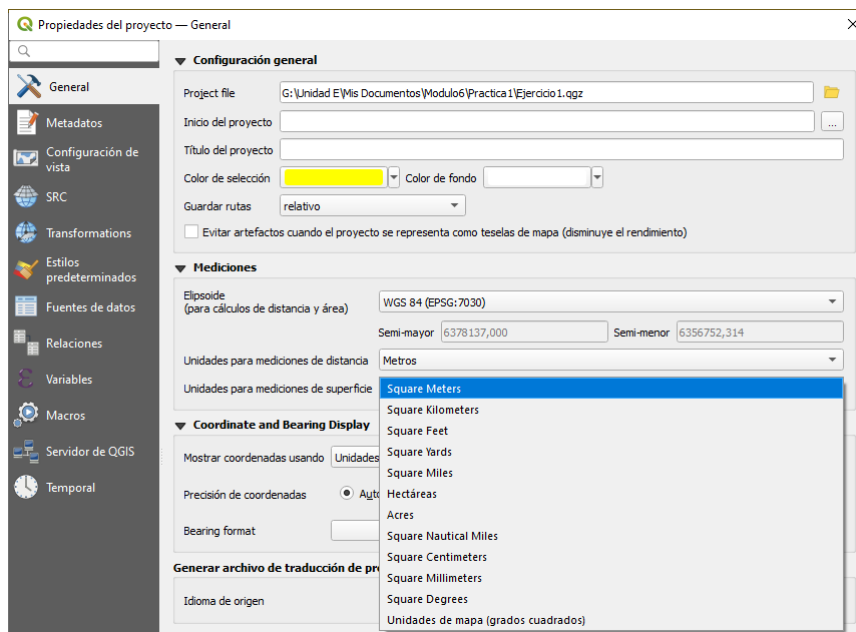 Propiedades del proyecto — General
General
Metadatos
Configuración de
vista
SRC
Transformations
Estilos
predeterminados
Fuentes de datos
Relaciones
Variables
Macros
Servidor de QGIS
Temporal
Configuración general
Project file G:\Unidad E\Mis Documentos\Modulo6\Practica1\Ejercicio1.qgz
Inicio del proyecto ...
Título del proyecto
Color de selección Color de fondo
Guardar rutas relativo
Evitar artefactos cuando el proyecto se representa como teselas de mapa (disminuye el rendimiento)
Mediciones
Elipsoide
(para cálculos de distancia y área) WGS 84 (EPSG:7030)
Semi-mayor 6378137,000 Semi-menor 6356752,314
Unidades para mediciones de distancia Metros
Unidades para mediciones de superficie
Square Meters
Square Kilometers
Square Feet
Square Yards
Square Miles
Hectáreas
Acres
Square Nautical Miles
Square Centimeters
Square Millimeters
Square Degrees
Unidades de mapa (grados cuadrados)
Coordinate and Bearing Display
Mostrar coordenadas usando Unidades
Precisión de coordenadas
Bearing format
Generar archivo de traducción de
Idioma de origen